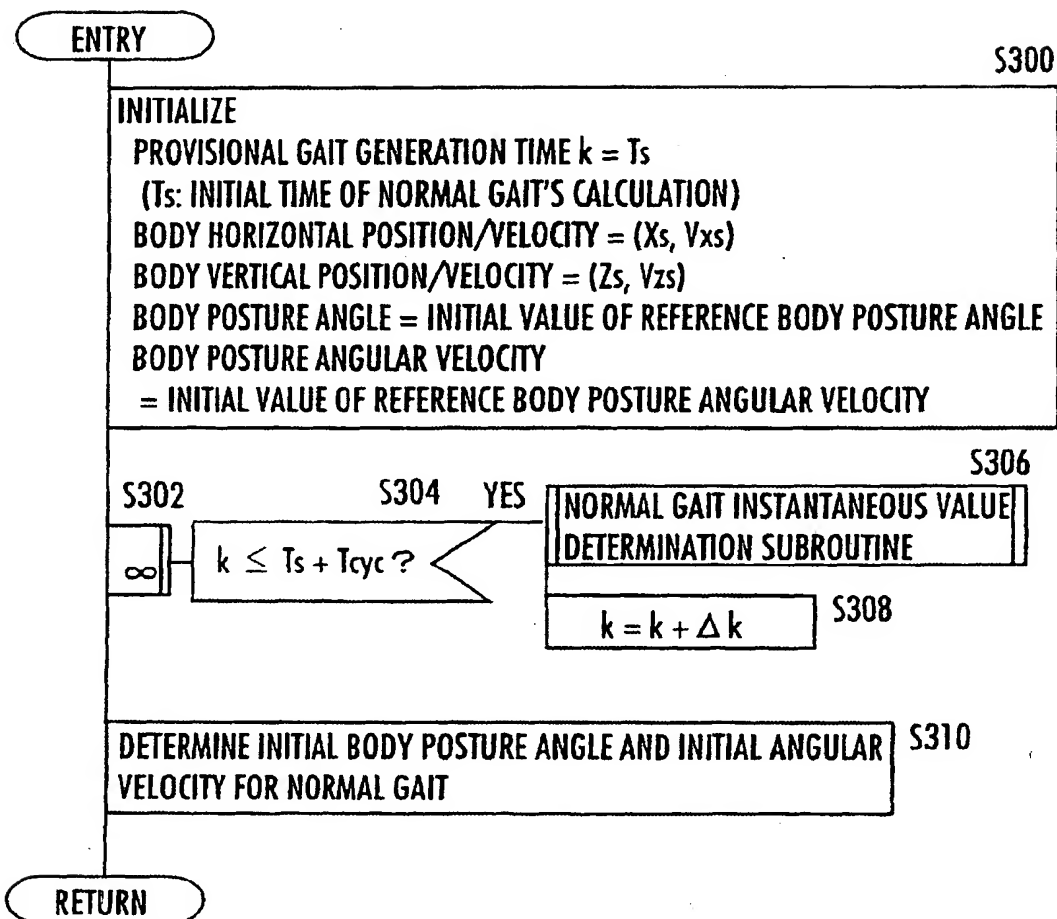 ENTRY
S300
INITIALIZE
PROVISIONAL GAIT GENERATION TIME k = Ts
(Ts: INITIAL TIME OF NORMAL GAIT'S CALCULATION)
BODY HORIZONTAL POSITION/VELOCITY = (Xs, Vxs)
BODY VERTICAL POSITION/VELOCITY = (Zs, Vzs)
BODY POSTURE ANGLE = INITIAL VALUE OF REFERENCE BODY POSTURE ANGLE
BODY POSTURE ANGULAR VELOCITY
= INITIAL VALUE OF REFERENCE BODY POSTURE ANGULAR VELOCITY
S302
∞
S304
k ≤ Ts + Tcyc ?
YES
S306
NORMAL GAIT INSTANTANEOUS VALUE
DETERMINATION SUBROUTINE
k = k + Δk
S308
DETERMINE INITIAL BODY POSTURE ANGLE AND INITIAL ANGULAR
VELOCITY FOR NORMAL GAIT
S310
RETURN